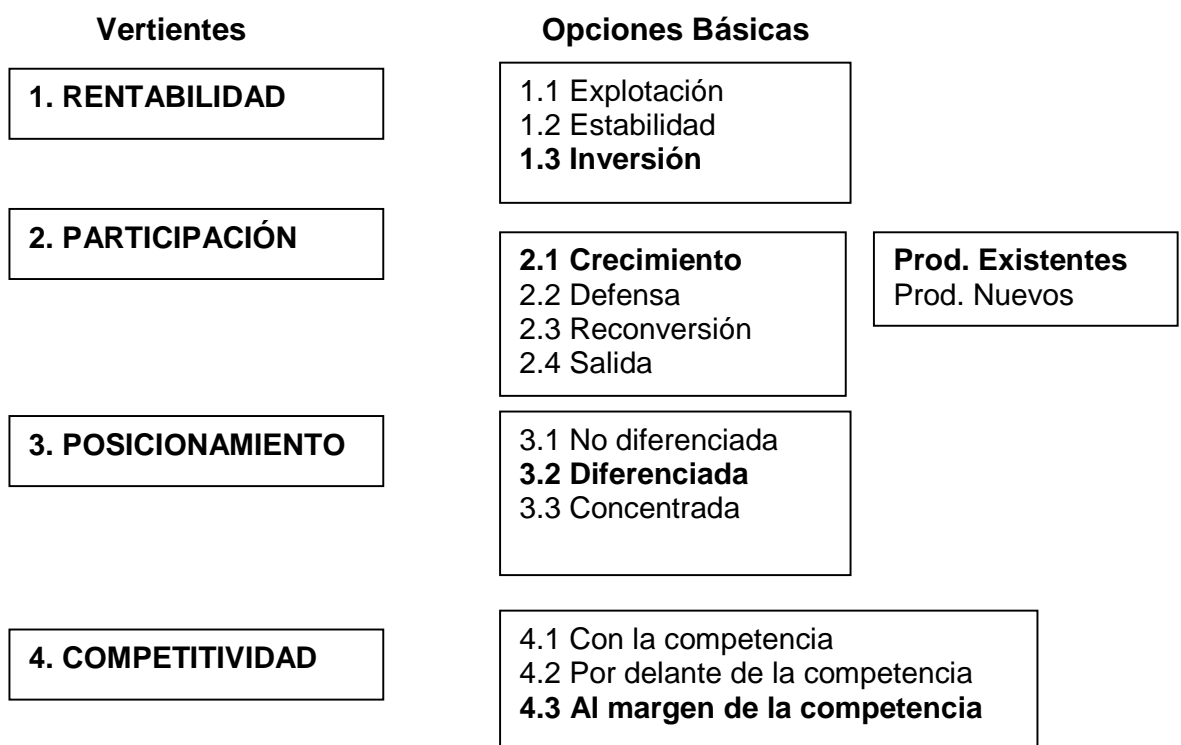 Vertientes
Opciones Básicas
1. RENTABILIDAD
1.1 Explotación
1.2 Estabilidad
1.3 Inversión
2. PARTICIPACIÓN
2.1 Crecimiento
2.2 Defensa
2.3 Reconversión
2.4 Salida
Prod. Existentes
Prod. Nuevos
3. POSICIONAMIENTO
3.1 No diferenciada
3.2 Diferenciada
3.3 Concentrada
4. COMPETITIVIDAD
4.1 Con la competencia
4.2 Por delante de la competencia
4.3 Al margen de la competencia